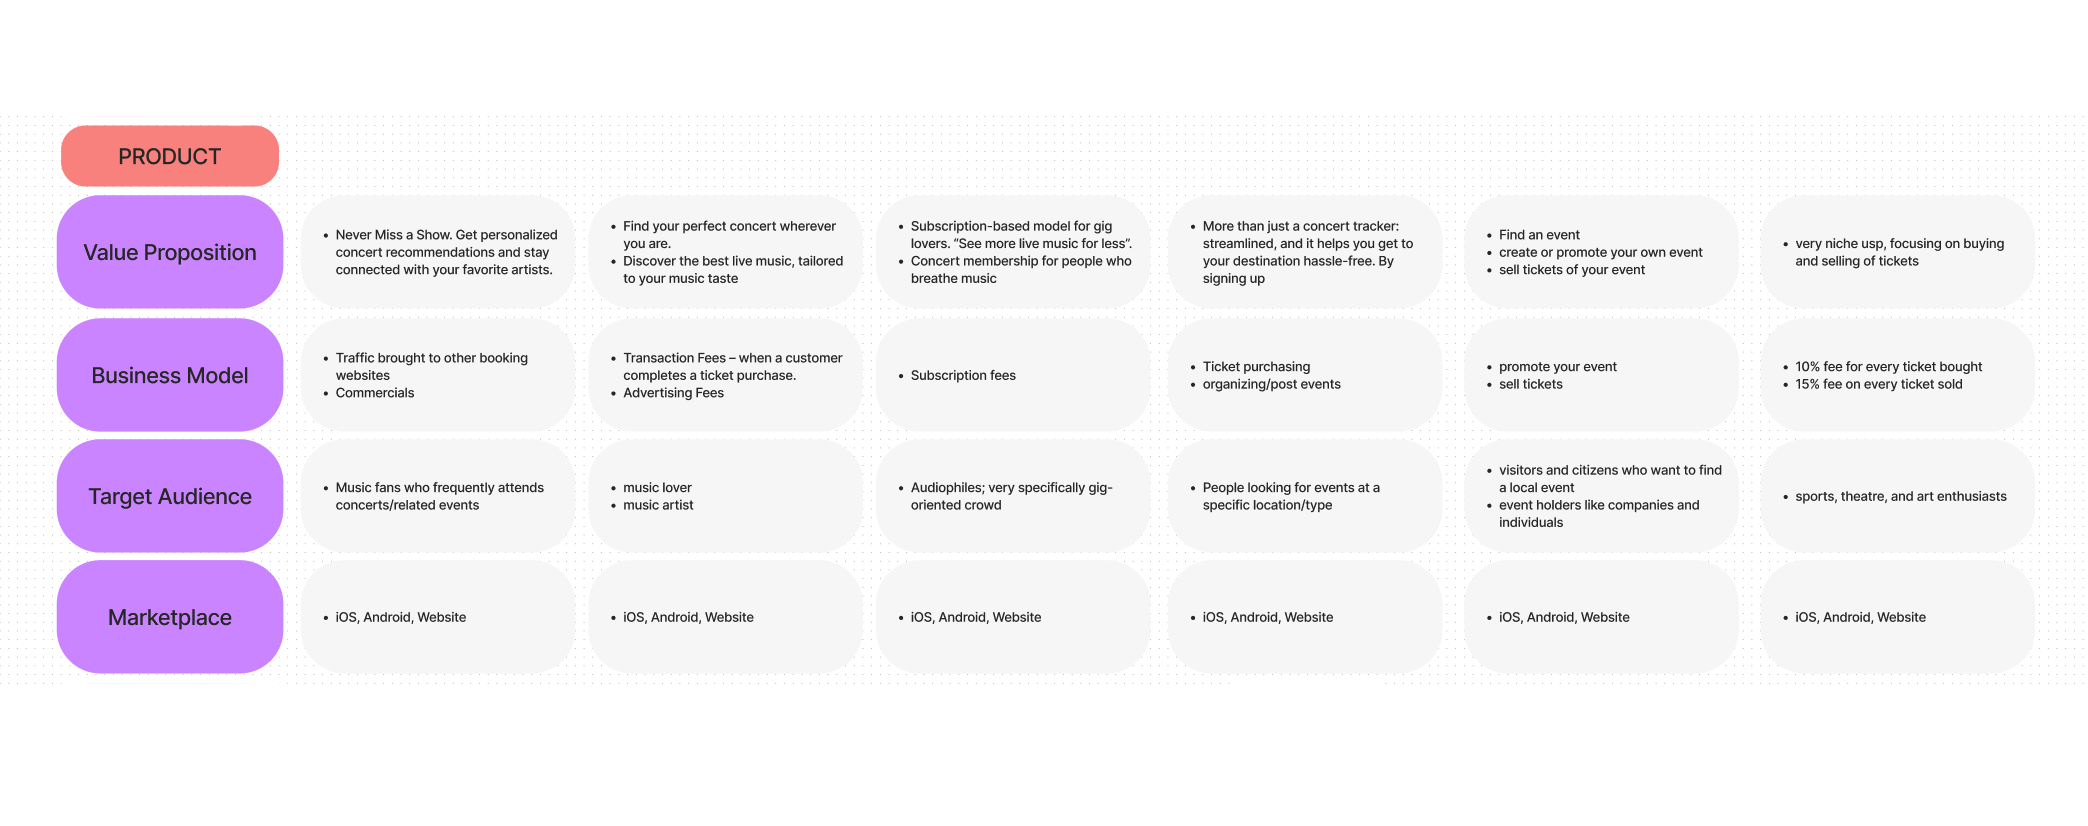 PRODUCT
Value Proposition
• Never Miss a Show. Get personalized
concert recommendations and stay
connected with your favorite artists.
• Find your perfect concert wherever
you are.
• Discover the best live music, tailored
to your music taste
• Subscription-based model for gig
lovers. “See more live music for less”.
• Concert membership for people who
breathe music
• More than just a concert tracker:
streamlined, and it helps you get to
your destination hassle-free. By
signing up
• Find an event
• create or promote your own event
• sell tickets of your event
• very niche usp, focusing on buying
and selling of tickets
Business Model
• Traffic brought to other booking
websites
• Commercials
• Transaction Fees – when a customer
completes a ticket purchase.
• Advertising Fees
• Subscription fees
• Ticket purchasing
• organizing/post events
• promote your event
• sell tickets
• 10% fee for every ticket bought
• 15% fee on every ticket sold
Target Audience
• Music fans who frequently attends
concerts/related events
• music lover
• music artist
• Audiophiles; very specifically gig-
oriented crowd
• People looking for events at a
specific location/type
• visitors and citizens who want to find
a local event
• event holders like companies and
individuals
• sports, theatre, and art enthusiasts
Marketplace
• iOS, Android, Website
• iOS, Android, Website
• iOS, Android, Website
• iOS, Android, Website
• iOS, Android, Website
• iOS, Android, Website